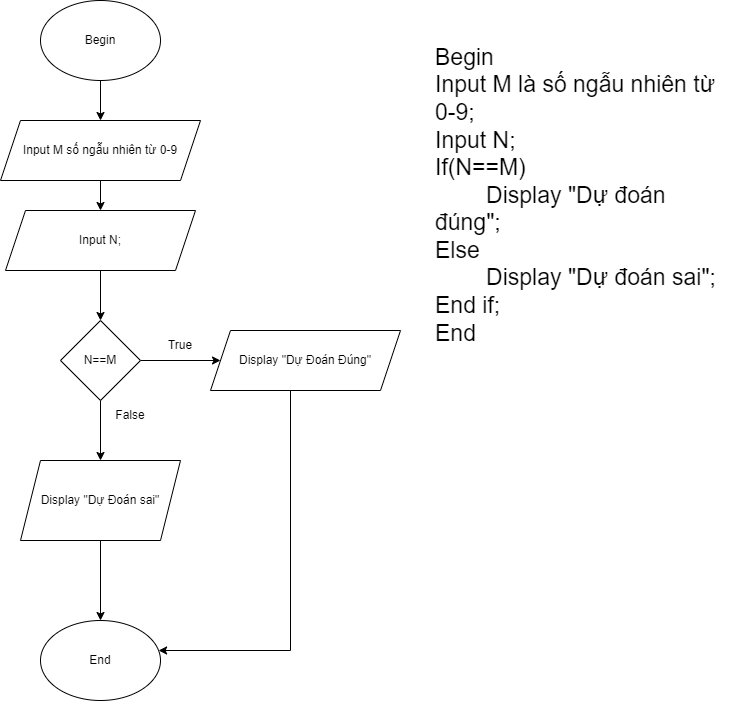 Begin
Input M số ngẫu nhiên từ 0-9
Input N;
N==M
True
Display "Dự Đoán Đúng"
False
Display "Dự Đoán sai"
End
Begin
Input M là số ngẫu nhiên từ
0-9;
Input N;
If(N==M)
Display "Dự đoán
đúng";
Else
Display "Dự đoán sai";
End if;
End